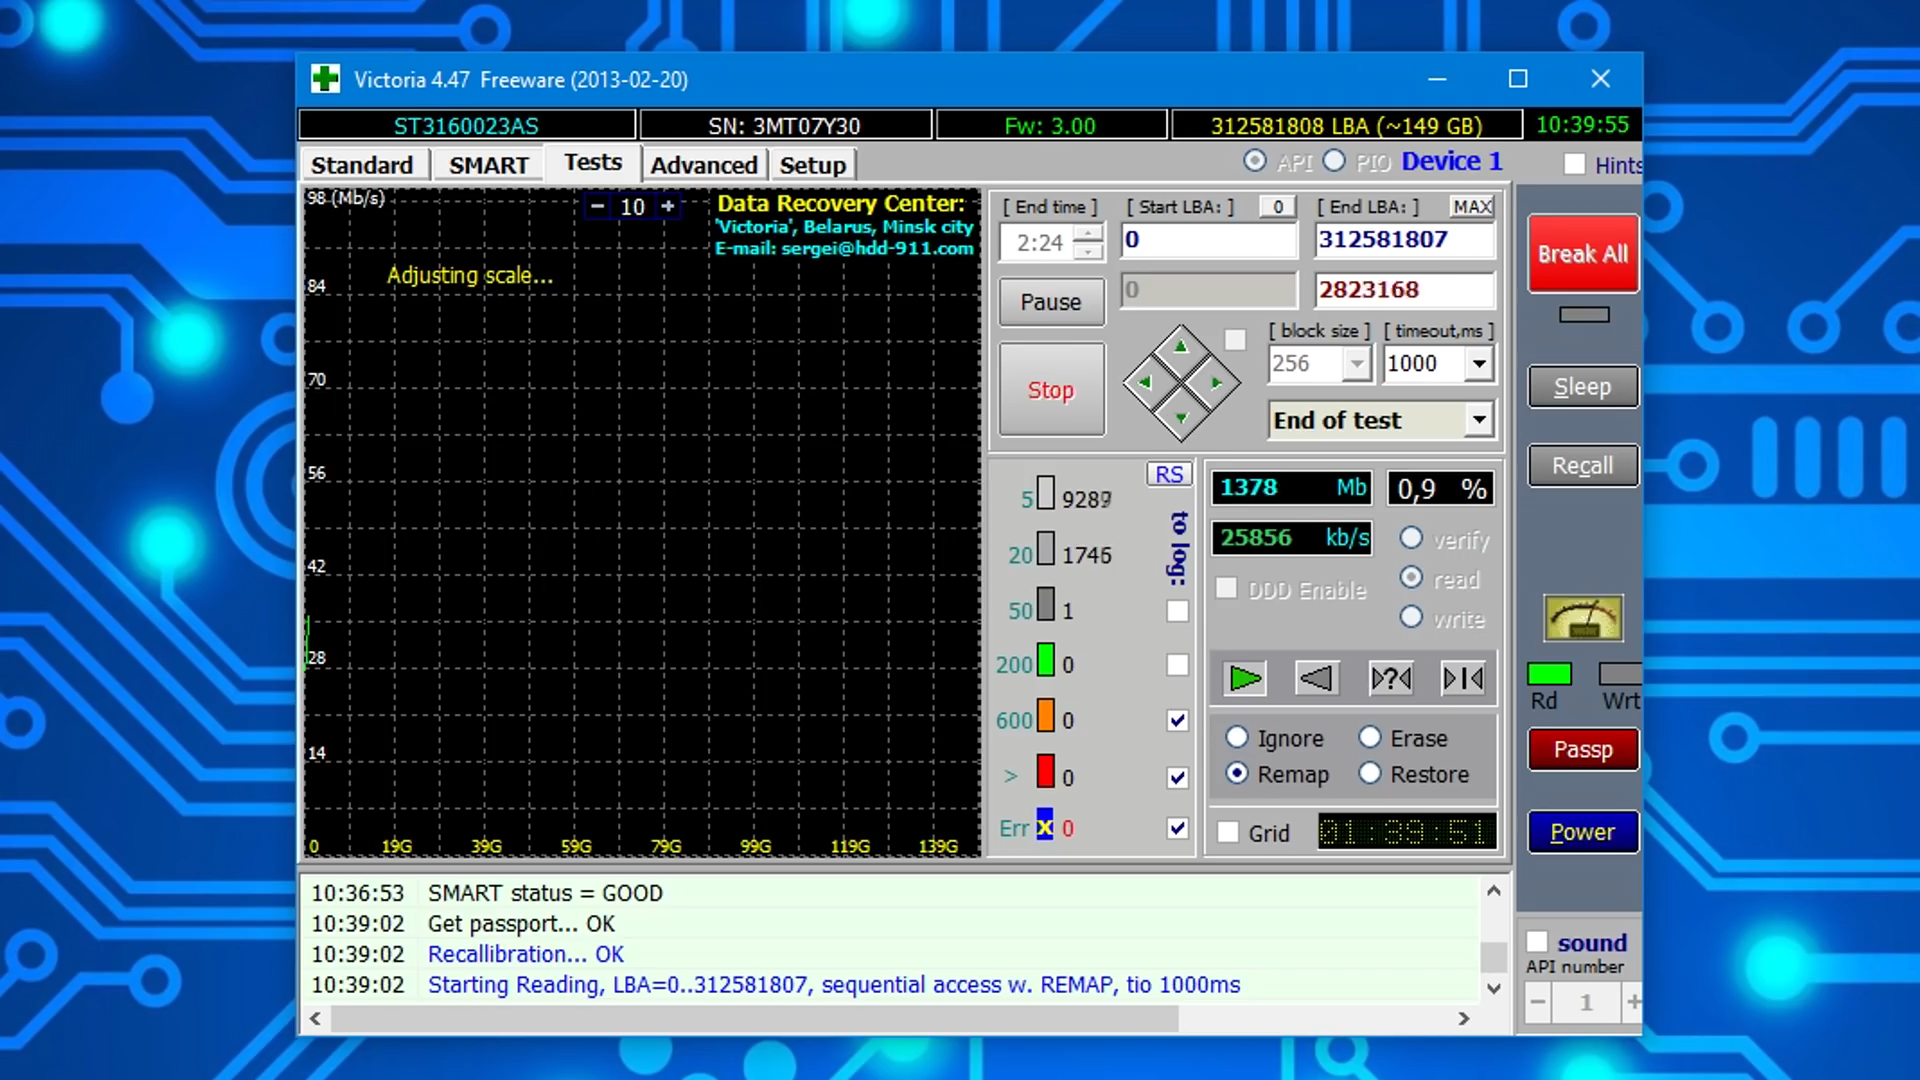 Victoria 4.47 Freeware (2013-02-20)
ST3160023AS
SN: 3MT07Y30
Fw: 3.00
312581808 LBA (~149 GB)
10:39:55
Standard
SMART
Tests
Advanced
Setup
API
PIO
Device 1
Hints
98 (Mb/s)
10
Data Recovery Center:
'Victoria', Belarus, Minsk city
E-mail: sergei@hdd-911.com
Adjusting scale...
84
70
56
42
28
14
0 19G 39G 59G 79G 99G 119G 139G
[ End time ]
[ Start LBA: ]
0
[ End LBA: ]
MAX
2:24
0
312581807
Pause
0
2823168
[ block size ]
[ timeout,ms ]
256
1000
Stop
End of test
RS
to log:
5
20 1746
50 1
200 0
600 0
> 0
Err x 0
1378 Mb
0,9 %
25856 kb/s
verify
DDD Enable
read
write
?
Ignore
Erase
Remap
Restore
Grid
01:39:51
Break All
Sleep
Recall
Rd
Wrt
Passp
Power
sound
API number
1
10:36:53 SMART status = GOOD
10:39:02 Get passport... OK
10:39:02 Recallibration... OK
10:39:02 Starting Reading, LBA=0..312581807, sequential access w. REMAP, tio 1000ms